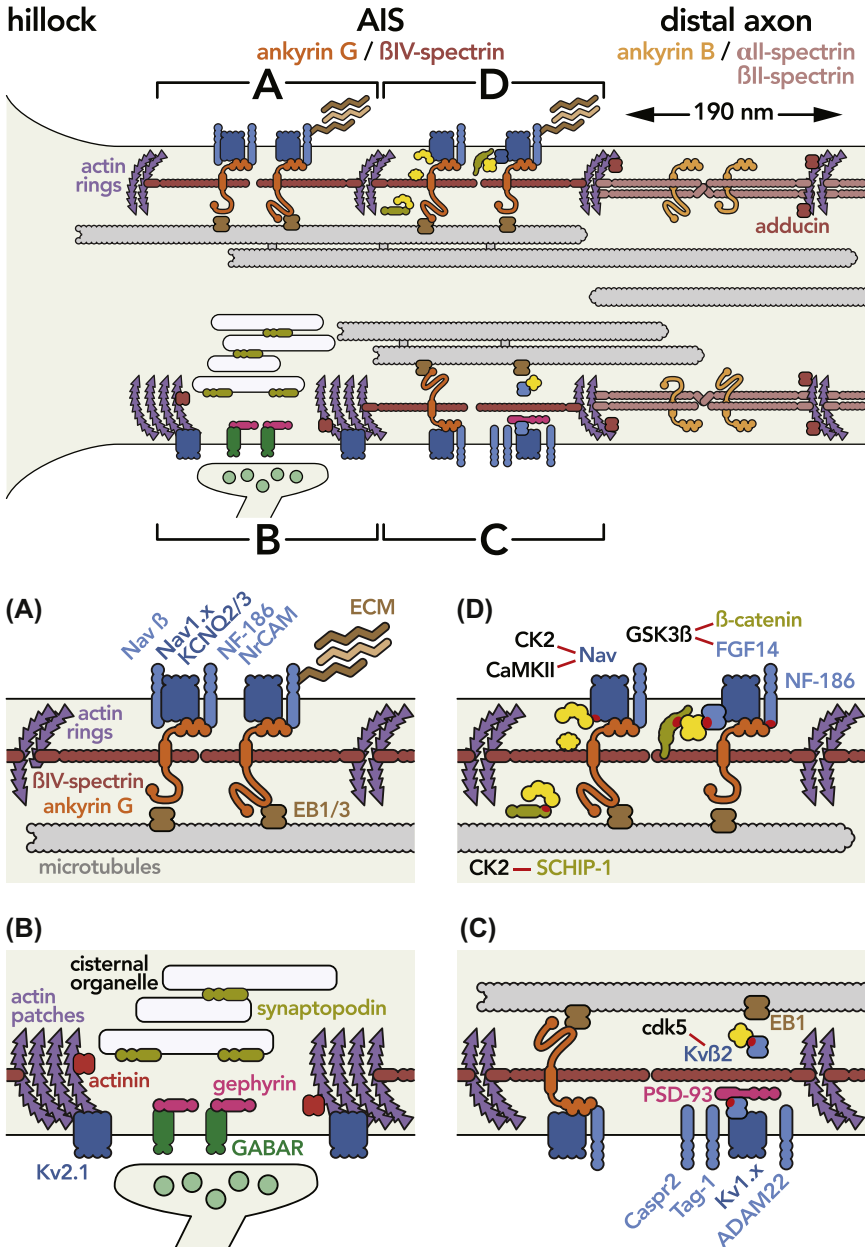 hillock
AIS
distal axon
ankyrin G / ßIV-spectrin
ankyrin B / αII-spectrin
ßII-spectrin
A
D
190 nm
actin
rings
adducin
B
C
(A)
Nav ß
Nav1.x
KCNQ2/3
NF-186
NrCAM
ECM
actin
rings
ßIV-spectrin
ankyrin G
EB1/3
microtubules
(D)
CK2
CaMKII
Nav
GSK3ß
ß-catenin
FGF14
NF-186
CK2
SCHIP-1
(B)
cisternal
organelle
actin
patches
synaptopodin
actinin
gephyrin
GABAR
Kv2.1
(C)
cdk5
EB1
Kvß2
PSD-93
Caspr2
Tag-1
Kv1.x
ADAM22